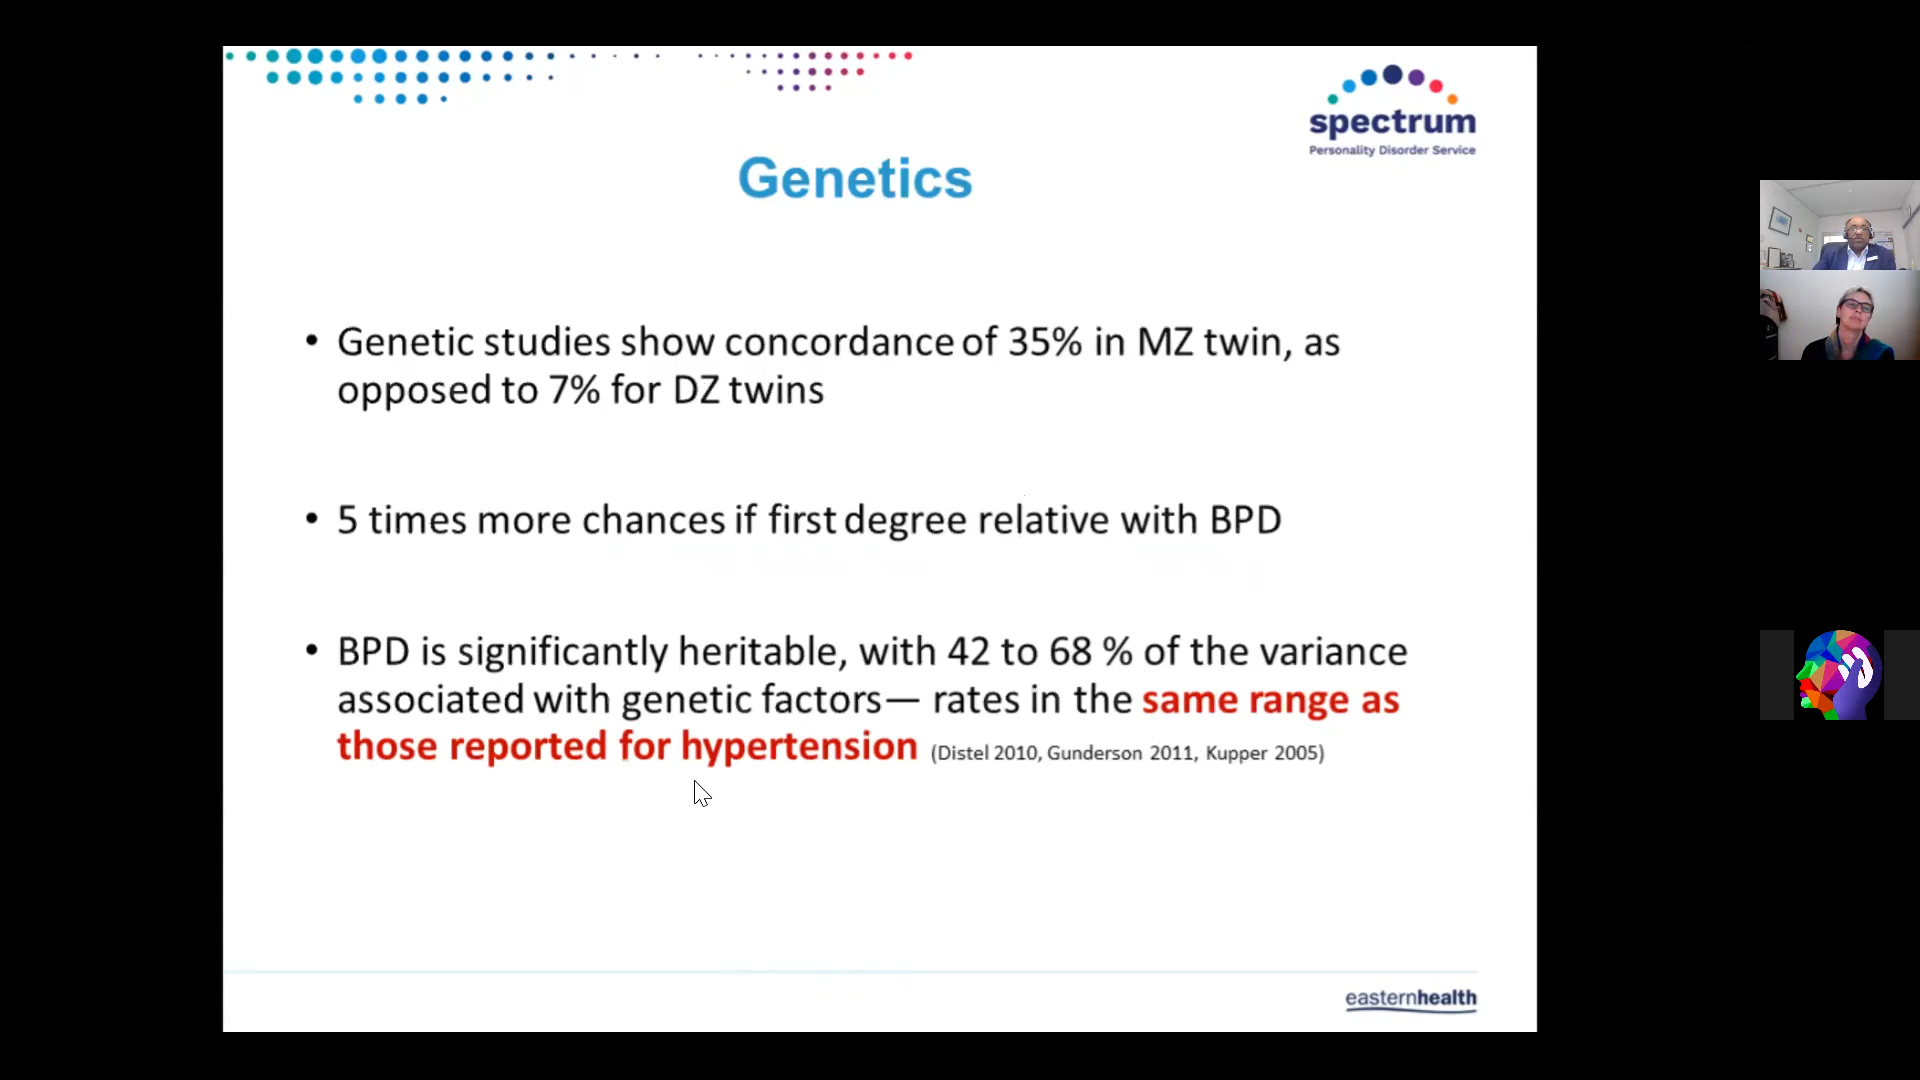 spectrum
Personality Disorder Service
Genetics
• Genetic studies show concordance of 35% in MZ twin, as
opposed to 7% for DZ twins
• 5 times more chances if first degree relative with BPD
• BPD is significantly heritable, with 42 to 68 % of the variance
associated with genetic factors— rates in the same range as
those reported for hypertension (Distel 2010, Gunderson 2011, Kupper 2005)
easternhealth